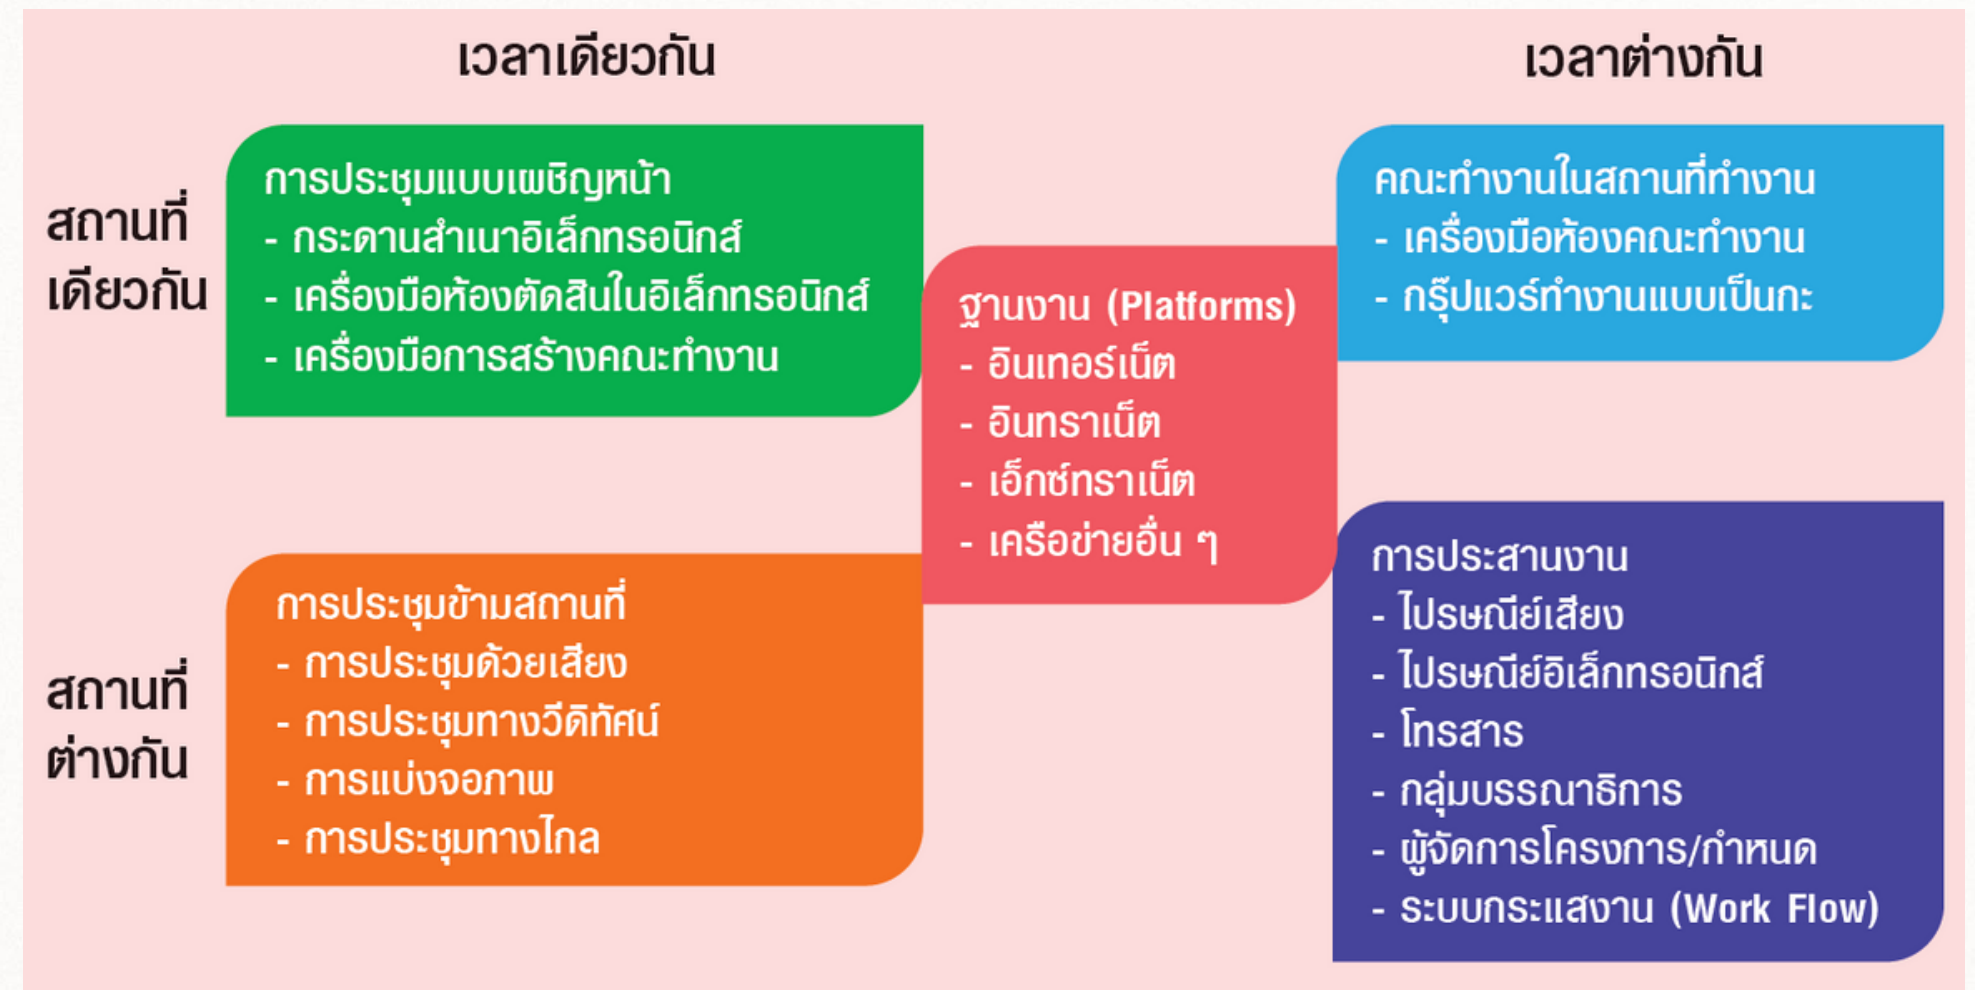 เวลาเดียวกัน
เวลาต่างกัน
สถานที่
เดียวกัน
การประชุมแบบเผชิญหน้า
- กระดานสำเนาอิเล็กทรอนิกส์
- เครื่องมือห้องตัดสินในอิเล็กทรอนิกส์
- เครื่องมือการสร้างคณะทำงาน
ฐานงาน (Platforms)
- อินเทอร์เน็ต
- อินทราเน็ต
- เอ็กซ์ทราเน็ต
- เครือข่ายอื่น ๆ
คณะทำงานในสถานที่ทำงาน
- เครื่องมือห้องคณะทำงาน
- กรุ๊ปแวร์ทำงานแบบเป็นกะ
สถานที่
ต่างกัน
การประชุมข้ามสถานที่
- การประชุมด้วยเสียง
- การประชุมทางวีดิทัศน์
- การแบ่งจอภาพ
- การประชุมทางไกล
การประสานงาน
- ไปรษณีย์เสียง
- ไปรษณีย์อิเล็กทรอนิกส์
- โทรสาร
- กลุ่มบรรณาธิการ
- ผู้จัดการโครงการ/กำหนด
- ระบบกระแสงาน (Work Flow)